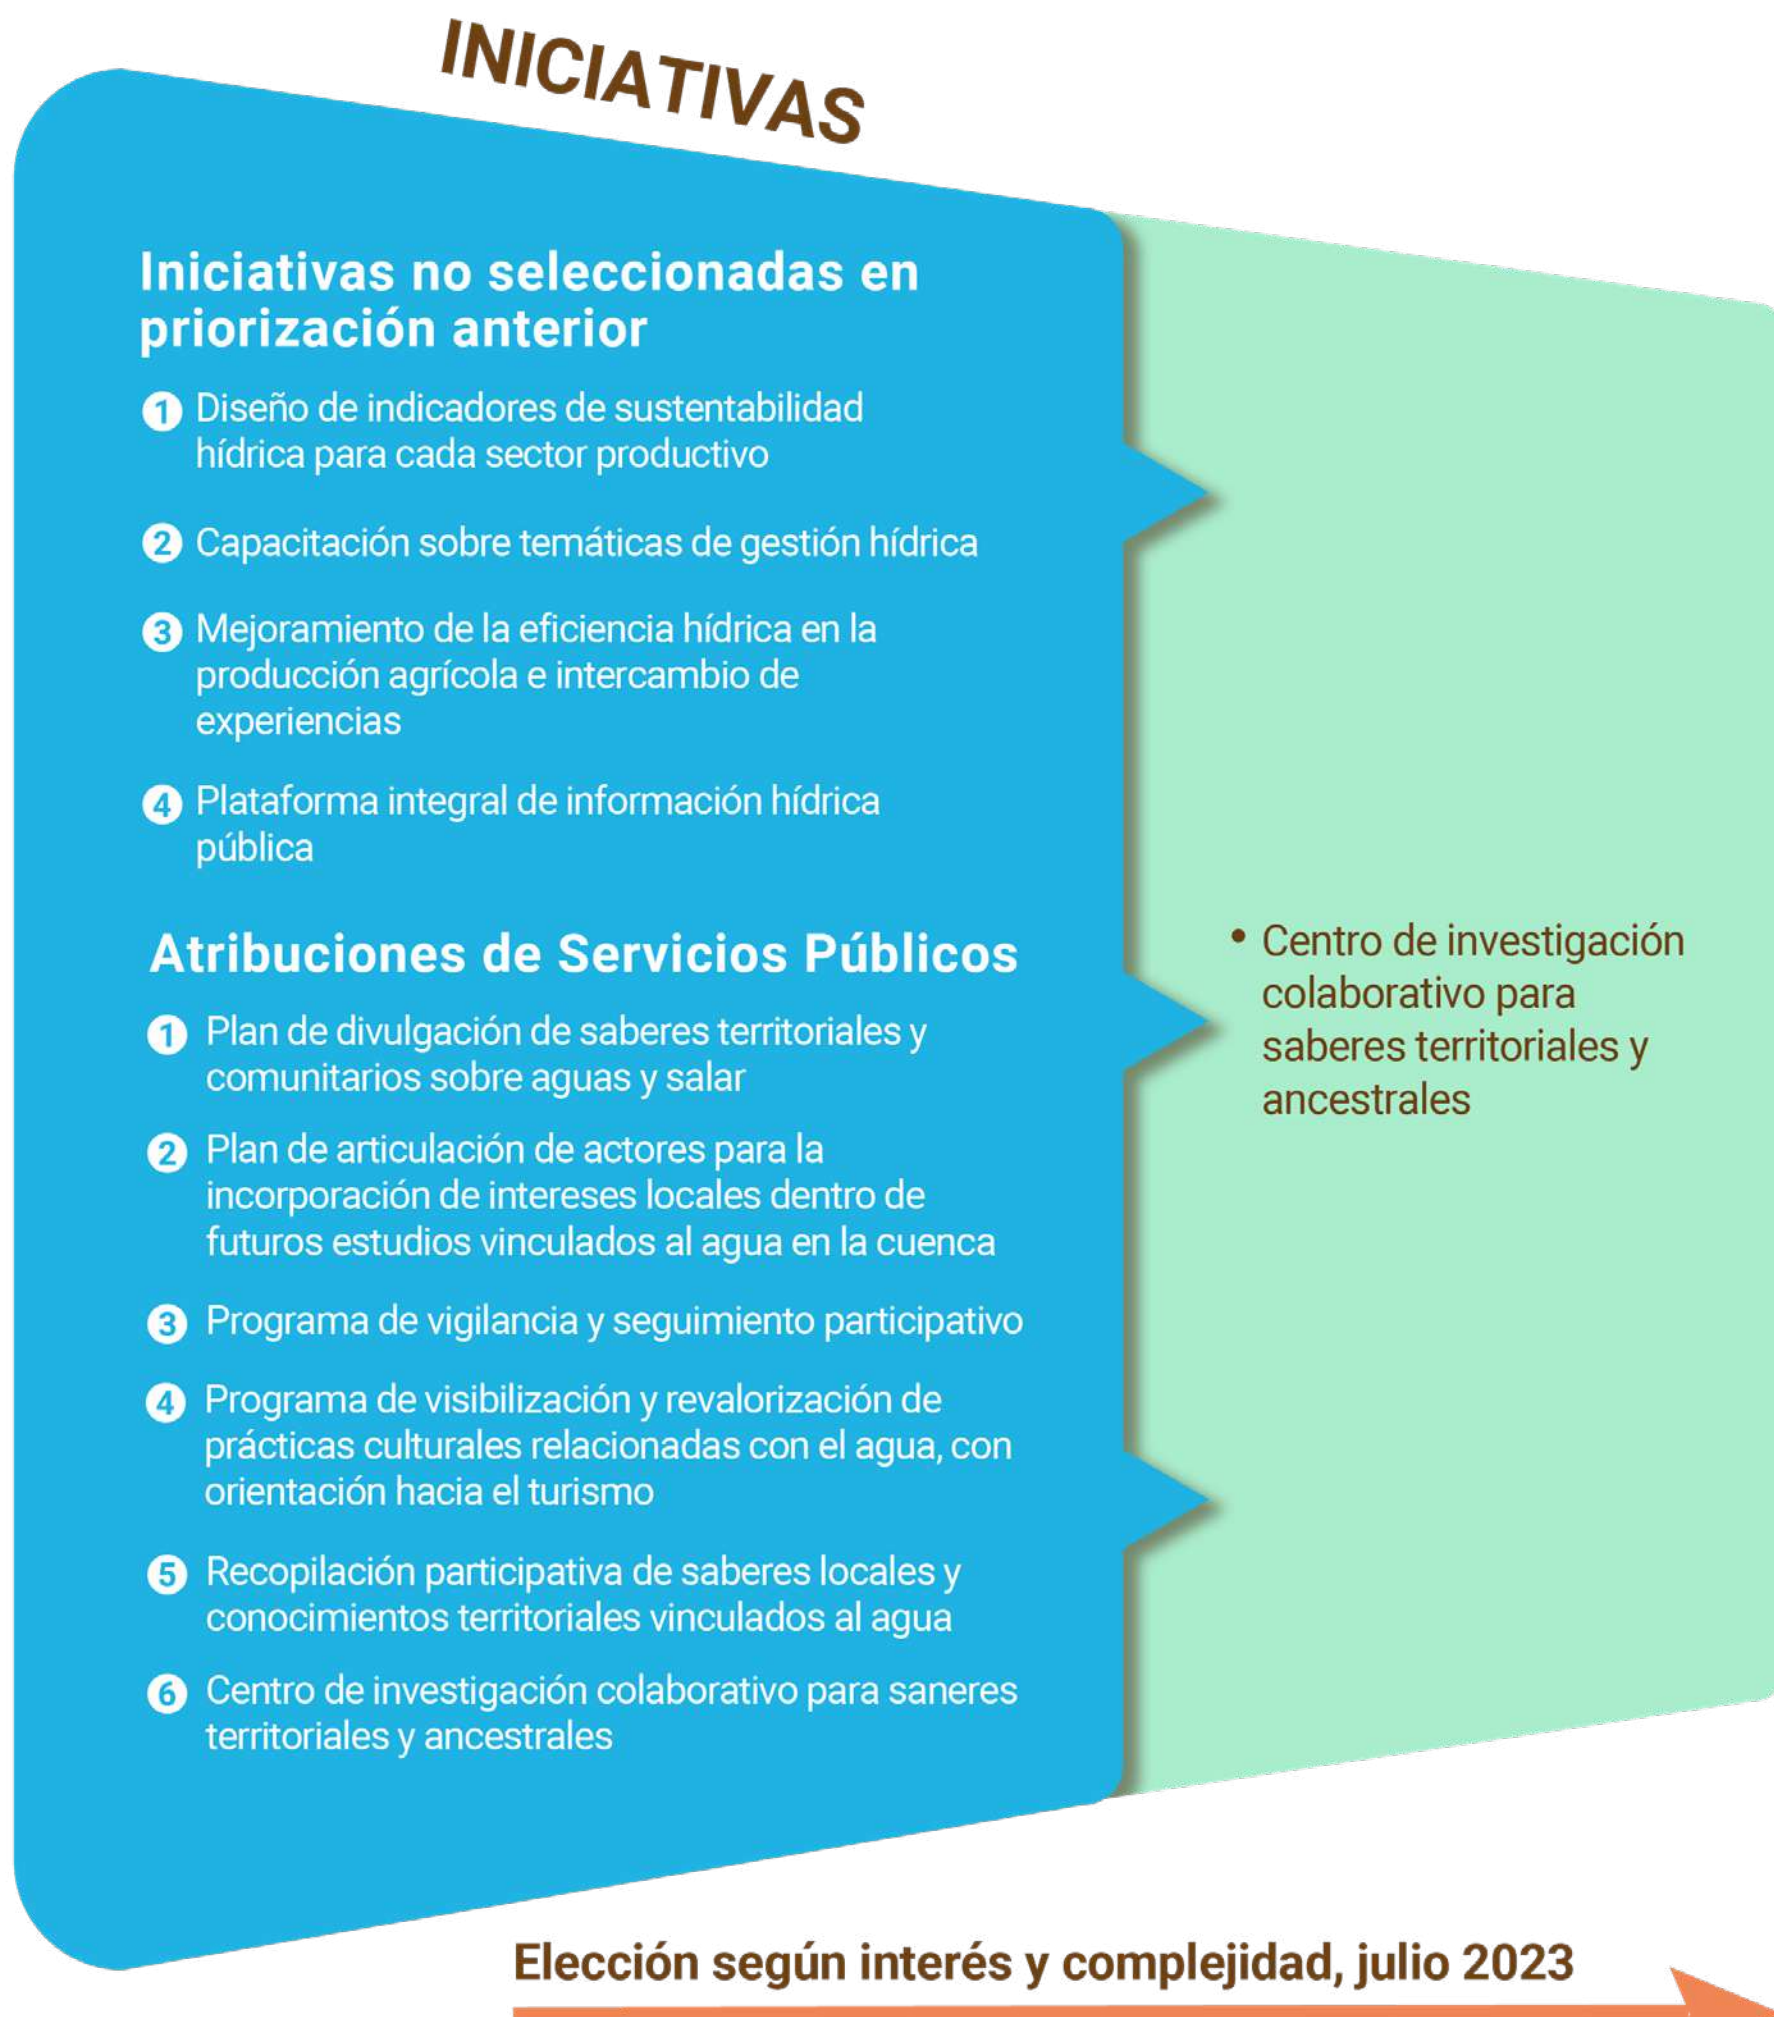 INICIATIVAS
Iniciativas no seleccionadas en
priorización anterior
1 Diseño de indicadores de sustentabilidad
hídrica para cada sector productivo
2 Capacitación sobre temáticas de gestión hídrica
3 Mejoramiento de la eficiencia hídrica en la
producción agrícola e intercambio de
experiencias
4 Plataforma integral de información hídrica
pública
Atribuciones de Servicios Públicos
1 Plan de divulgación de saberes territoriales y
comunitarios sobre aguas y salar
2 Plan de articulación de actores para la
incorporación de intereses locales dentro de
futuros estudios vinculados al agua en la cuenca
3 Programa de vigilancia y seguimiento participativo
4 Programa de visibilización y revalorización de
prácticas culturales relacionadas con el agua, con
orientación hacia el turismo
5 Recopilación participativa de saberes locales y
conocimientos territoriales vinculados al agua
6 Centro de investigación colaborativo para saneres
territoriales y ancestrales
• Centro de investigación
colaborativo para
saberes territoriales y
ancestrales
Elección según interés y complejidad, julio 2023